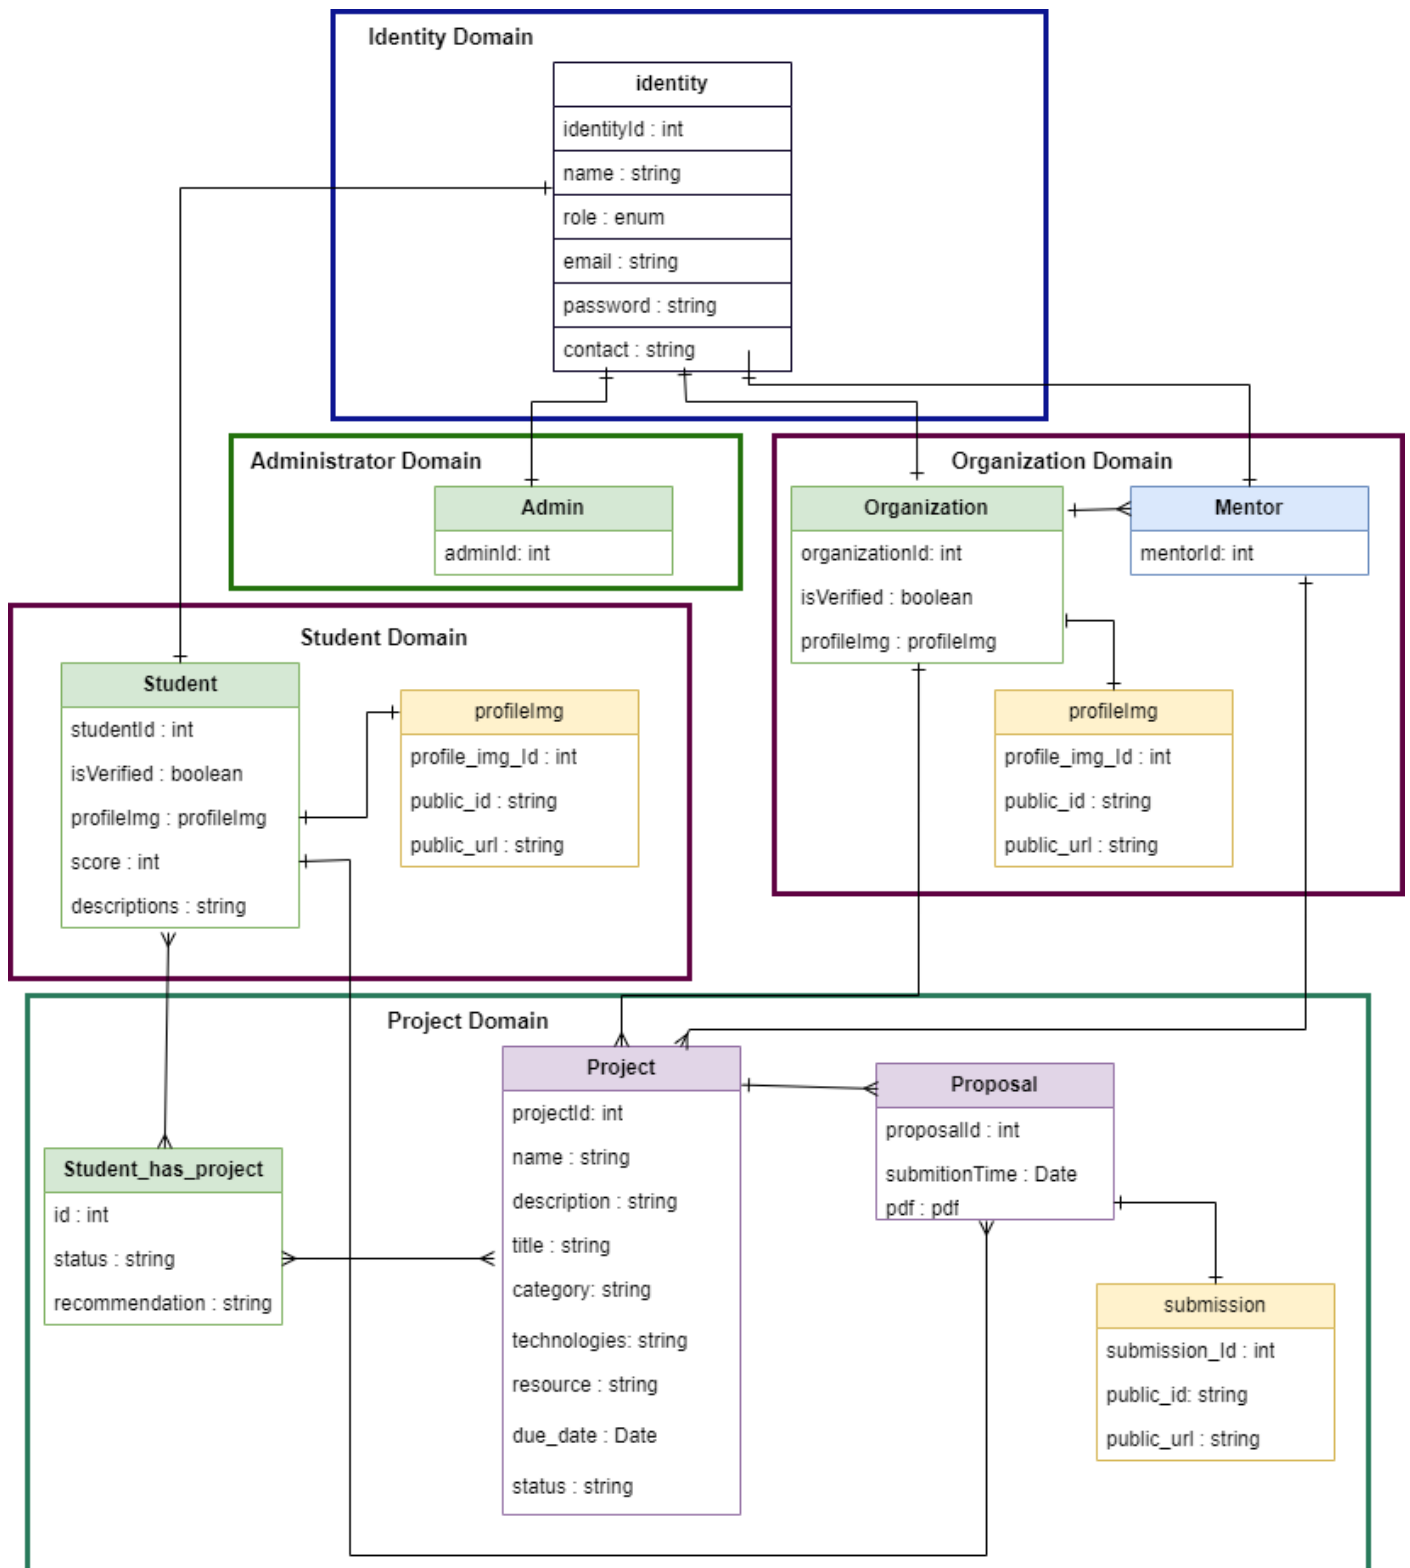 Identity Domain
identity
identityId : int
name : string
role : enum
email : string
password : string
contact : string
Administrator Domain
Admin
adminId: int
Organization Domain
Organization
organizationId: int
isVerified : boolean
profileImg : profileImg
Mentor
mentorId: int
profileImg
profile_img_Id : int
public_id : string
public_url : string
Student Domain
Student
studentId : int
isVerified : boolean
profileImg : profileImg
score : int
descriptions : string
profileImg
profile_img_Id : int
public_id : string
public_url : string
Project Domain
Student_has_project
id : int
status : string
recommendation : string
Project
projectId: int
name : string
description : string
title : string
category: string
technologies: string
resource : string
due_date : Date
status : string
Proposal
proposalId : int
submitionTime : Date
pdf : pdf
submission
submission_Id : int
public_id: string
public_url : string